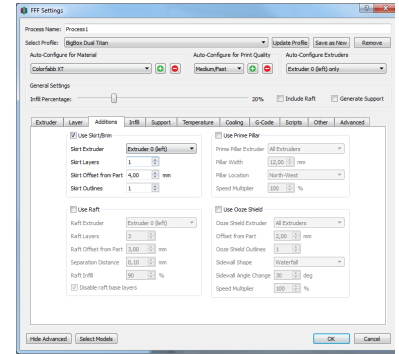 FFF Settings
Process Name: Process1
Select Profile: BigBox Dual Titan Update Profile Save as New Remove
Auto-Configure for Material Auto-Configure for Print Quality Auto-Configure Extruders
Colorfabb XT Medium/Fast Extruder 0 (left) only
General Settings
Infill Percentage: 20% Include Raft Generate Support
Extruder Layer Additions Infill Support Temperature Cooling G-Code Scripts Other Advanced
Use Skirt/Brim Use Prime Pillar
Skirt Extruder Extruder 0 (left) Prime Pillar Extruder All Extruders
Skirt Layers 1 Pillar Width 12,00 mm
Skirt Offset from Part 4,00 mm Pillar Location North-West
Skirt Outlines 1 Speed Multiplier 100 %
Use Raft Use Ooze Shield
Raft Extruder Extruder 0 (left) Ooze Shield Extruder All Extruders
Raft Layers 3 Offset from Part 2,00 mm
Raft Offset from Part 3,00 mm Ooze Shield Outlines 1
Separation Distance 0,10 mm Sidewall Shape Waterfall
Raft Infill 90 % Sidewall Angle Change 30 deg
Disable raft base layers Speed Multiplier 100 %
Hide Advanced Select Models OK Cancel